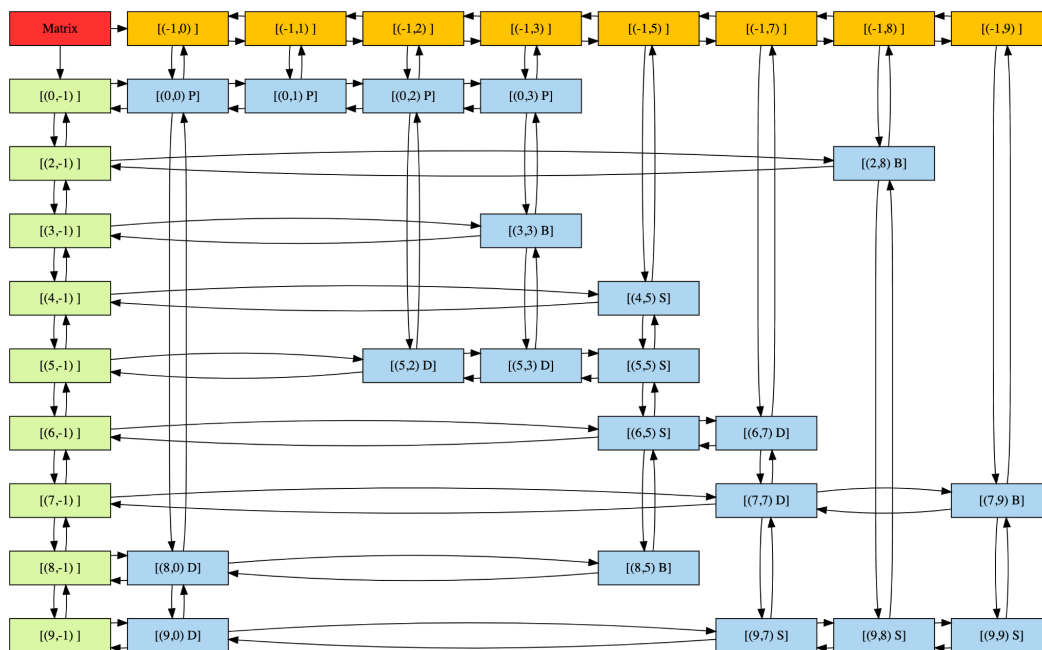 Matrix [(-1,0) ] [(-1,1) ] [(-1,2) ] [(-1,3) ] [(-1,5) ] [(-1,7) ] [(-1,8) ] [(-1,9) ]
[(0,-1) ] [(0,0) P] [(0,1) P] [(0,2) P] [(0,3) P]
[(2,-1) ] [(2,8) B]
[(3,-1) ] [(3,3) B]
[(4,-1) ] [(4,5) S]
[(5,-1) ] [(5,2) D] [(5,3) D] [(5,5) S]
[(6,-1) ] [(6,5) S] [(6,7) D]
[(7,-1) ] [(7,7) D] [(7,9) B]
[(8,-1) ] [(8,0) D] [(8,5) B]
[(9,-1) ] [(9,0) D] [(9,7) S] [(9,8) S] [(9,9) S]